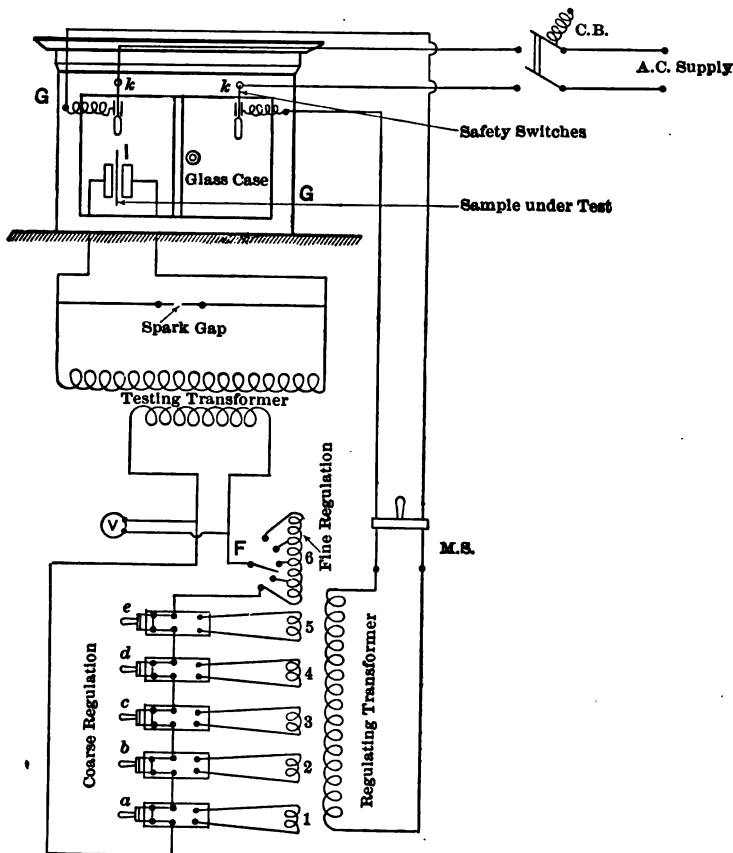 C.B.
A.C. Supply
k
k
G
Safety Switches
I
Glass Case
G
Sample under Test
Spark Gap
Testing Transformer
V
F
Fine Regulation
6
M.S.
e
5
d
4
Coarse Regulation
c
3
Regulating Transformer
b
2
a
1